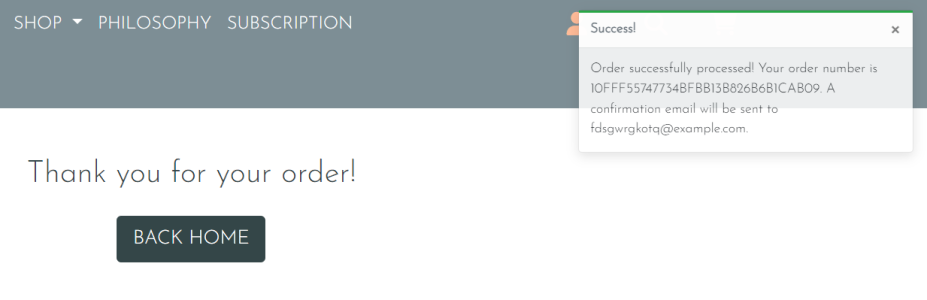 SHOP PHILOSOPHY SUBSCRIPTION
Success! ×
Order successfully processed! Your order number is
10FFF55747734BFBB13B826B6B1CAB09. A
confirmation email will be sent to
fdsgwrgkotq@example.com.
Thank you for your order!
BACK HOME